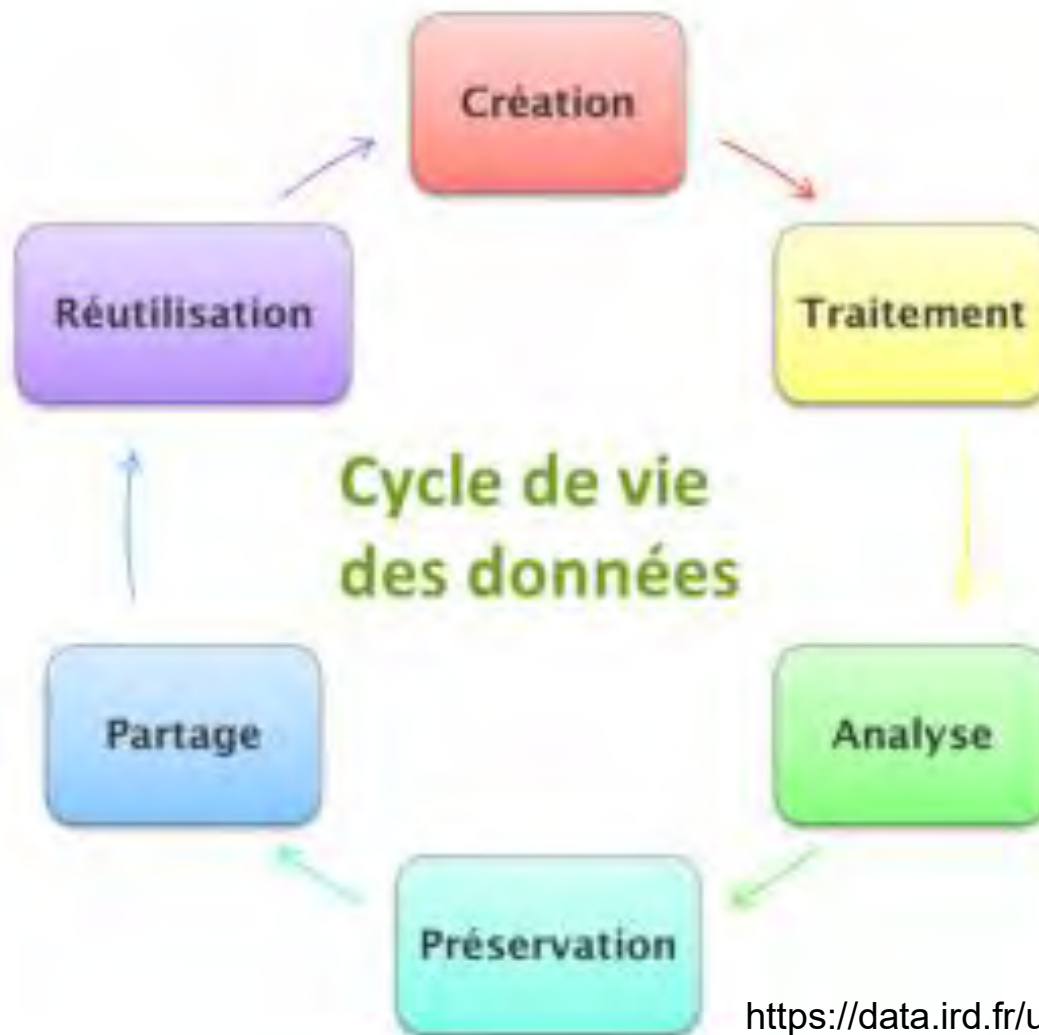 Création
Traitement
Analyse
Préservation
Partage
Réutilisation
Cycle de vie
des données
https://data.ird.fr/u